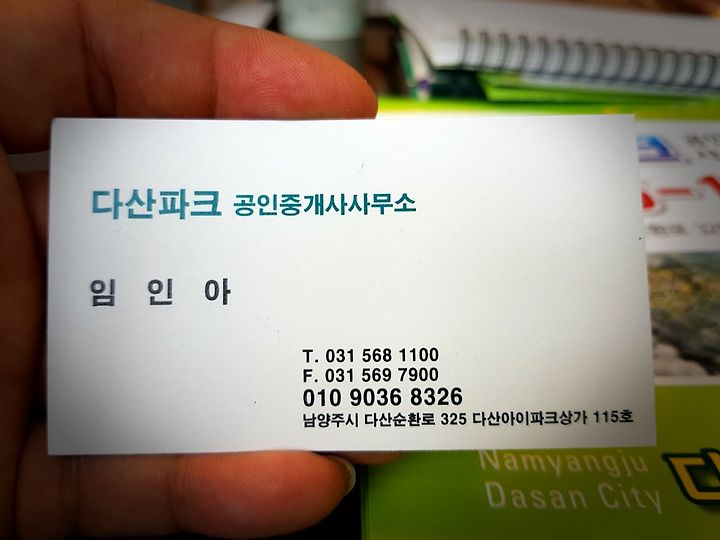 다산파크 공인중개사사무소
임 인 아
T. 031 568 1100
F. 031 569 7900
010 9036 8326
남양주시 다산순환로 325 다산아이파크상가 115호
Namyangju
Dasan City